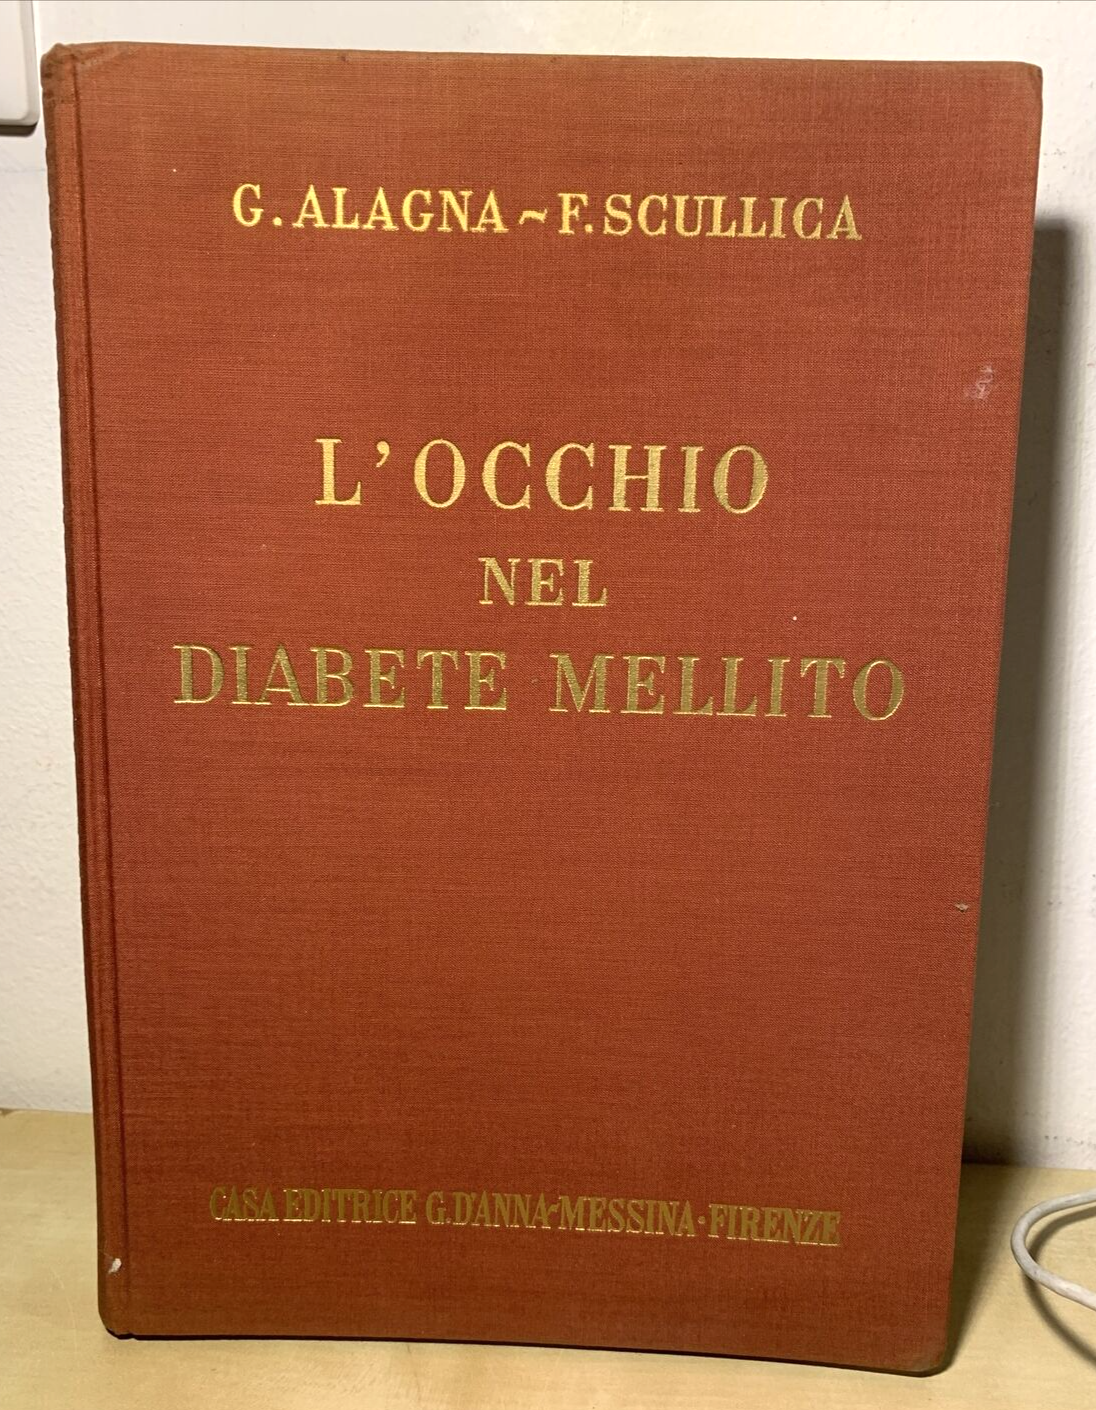 G. ALAGNA ~ F. SCULLICA
L'OCCHIO
NEL
DIABETE MELLITO
CASA EDITRICE G. D'ANNA - MESSINA · FIRENZE